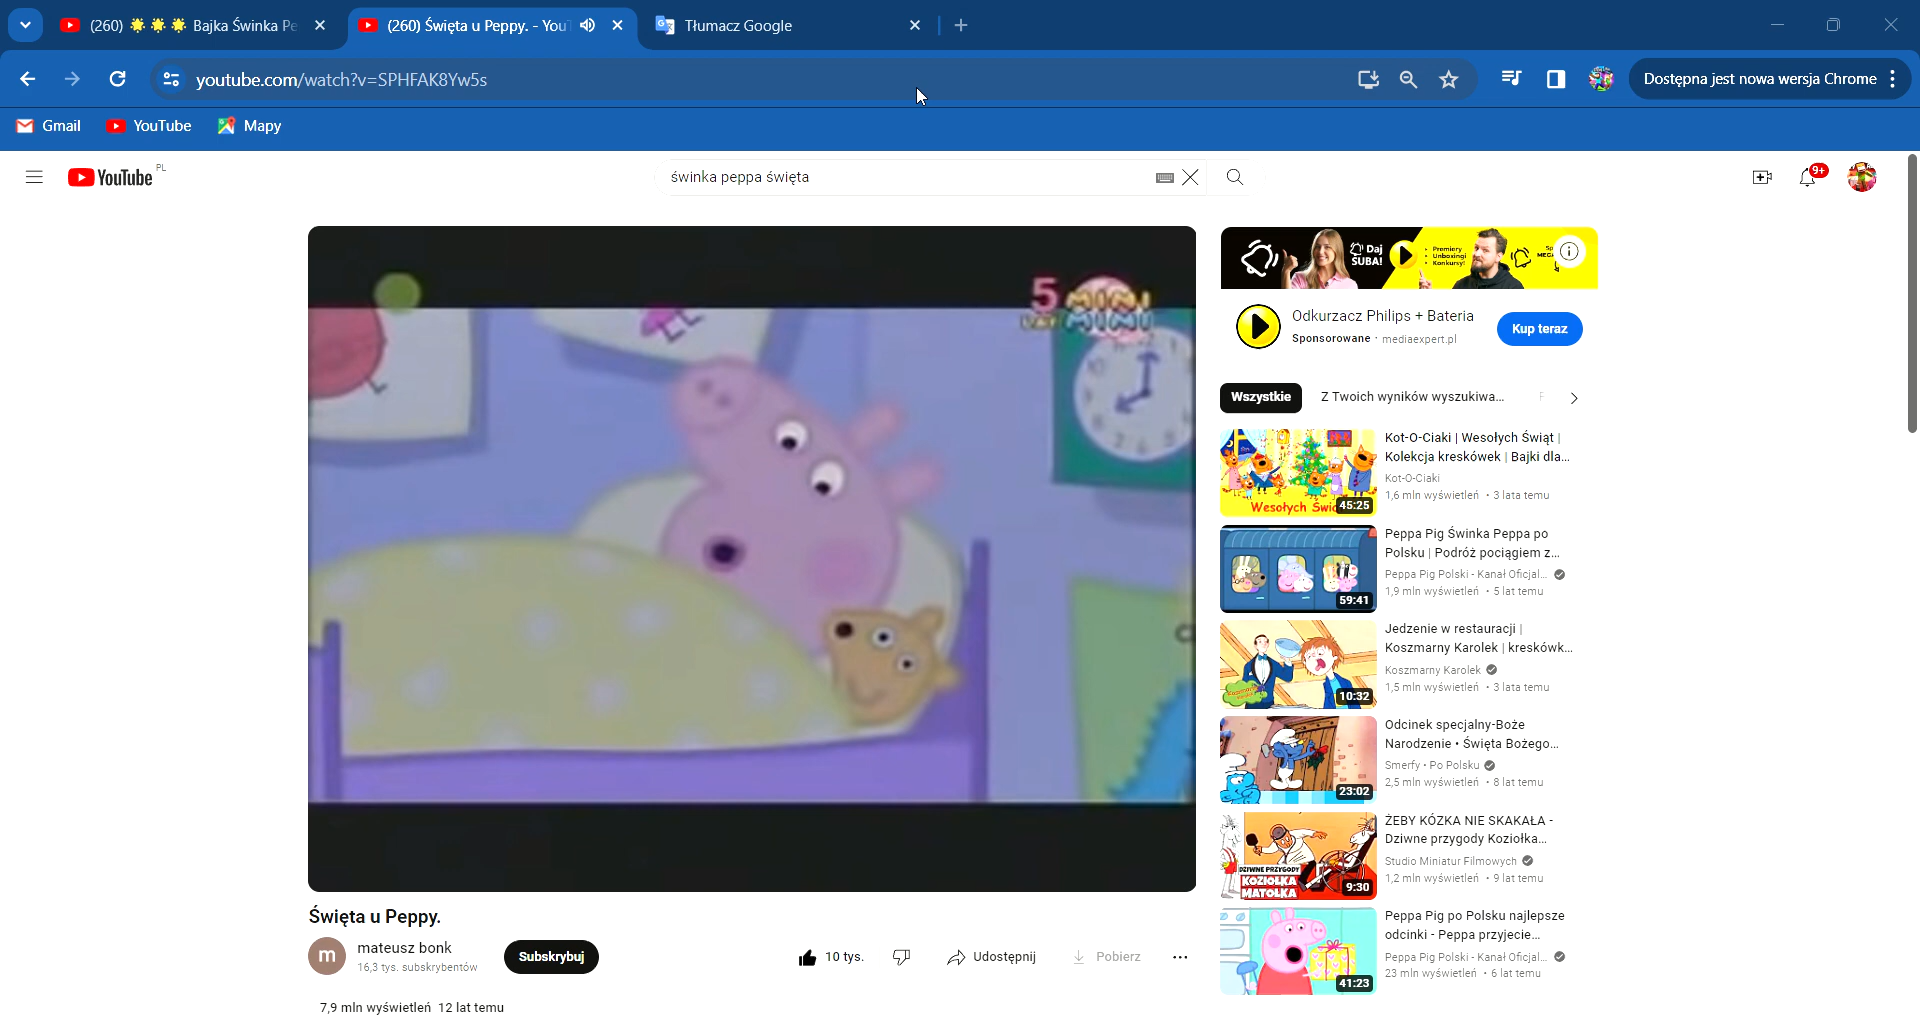 (260) 🌟 🌟 🌟 Bajka Świnka Pe
(260) Święta u Peppy. - YouT
Tłumacz Google
youtube.com/watch?v=SPHFAK8Yw5s
Dostępna jest nowa wersja Chrome
Gmail
YouTube
Mapy
YouTube PL
świnka peppa święta
9+
5 MINI
LAT MINI
Daj
SUBA!
Premiery
Unboxingi
Konkursy!
Odkurzacz Philips + Bateria
Sponsorowane · mediaexpert.pl
Kup teraz
Wszystkie
Z Twoich wyników wyszukiwa...
Kot-O-Ciaki | Wesołych Świąt |
Kolekcja kreskówek | Bajki dla...
Kot-O-Ciaki
1,6 mln wyświetleń • 3 lata temu
Wesołych Świą
45:25
Peppa Pig Świnka Peppa po
Polsku | Podróż pociągiem z...
Peppa Pig Polski - Kanał Oficjal...
1,9 mln wyświetleń • 5 lat temu
59:41
Jedzenie w restauracji |
Koszmarny Karolek | kreskówk...
Koszmarny Karolek
1,5 mln wyświetleń • 3 lata temu
10:32
Odcinek specjalny-Boże
Narodzenie • Święta Bożego...
Smerfy • Po Polsku
2,5 mln wyświetleń • 8 lat temu
23:02
ŻEBY KÓZKA NIE SKAKAŁA -
Dziwne przygody Koziołka...
Studio Miniatur Filmowych
1,2 mln wyświetleń • 9 lat temu
DZIWNE PRZYGODY
KOZIOŁKA
MATOŁKA
9:30
Peppa Pig po Polsku najlepsze
odcinki - Peppa przyjecie...
Peppa Pig Polski - Kanał Oficjal...
23 mln wyświetleń • 6 lat temu
41:23
Święta u Peppy.
m
mateusz bonk
16,3 tys. subskrybentów
Subskrybuj
10 tys.
Udostępnij
Pobierz
7,9 mln wyświetleń 12 lat temu